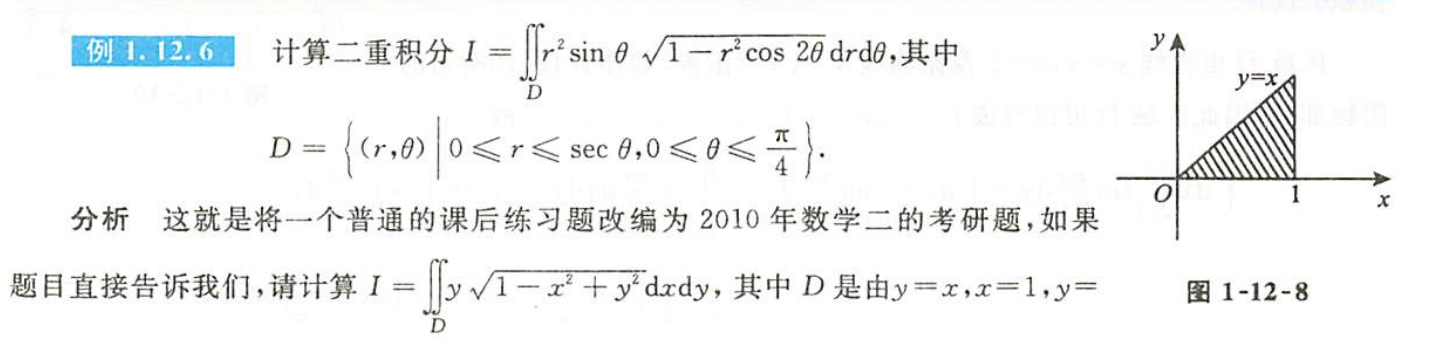 例 1.12.6 计算二重积分 $I=\iint\limits_{D} r^2 \sin\theta \sqrt{1-r^2\cos 2\theta}\,\mathrm{d}r\mathrm{d}\theta$,其中
$D=\left\{(r,\theta)\,\middle|\,0\leqslant r\leqslant \sec\theta,0\leqslant\theta\leqslant\dfrac{\pi}{4}\right\}.$
分析 这就是将一个普通的课后练习题改编为 2010 年数学二的考研题,如果
题目直接告诉我们,请计算 $I=\iint\limits_{D} y\sqrt{1-x^2+y^2}\,\mathrm{d}x\mathrm{d}y$, 其中 D 是由y=x,x=1,y=
y
y=x
O
1
x
图 1-12-8